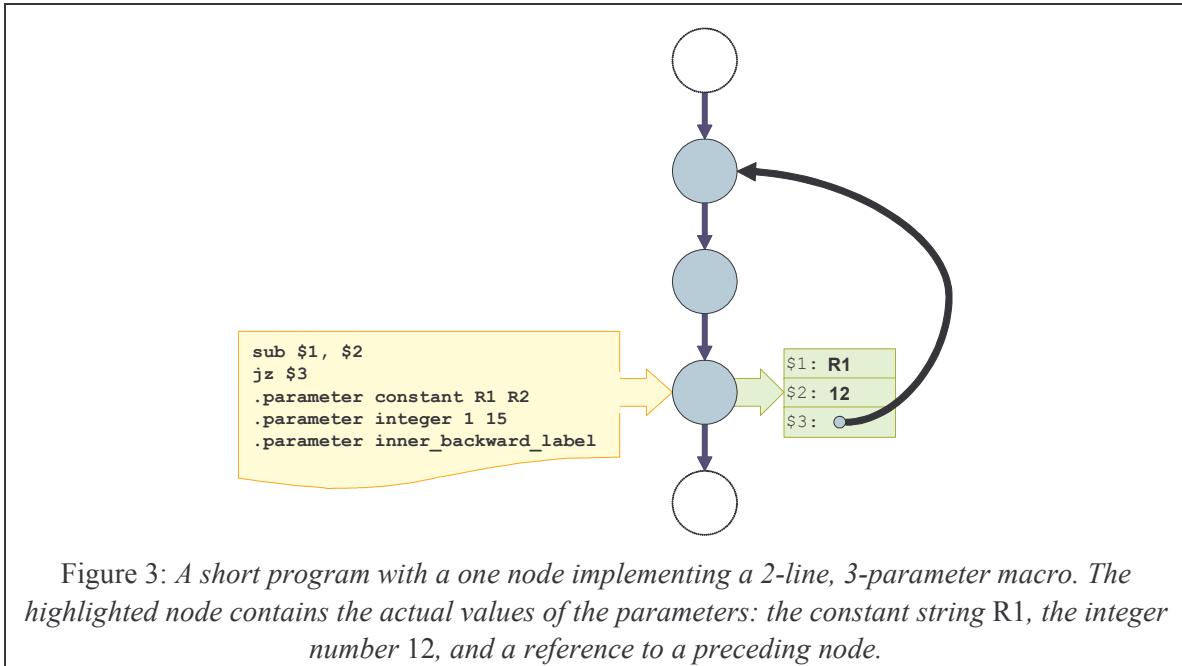 sub $1, $2
jz $3
.parameter constant R1 R2
.parameter integer 1 15
.parameter inner_backward_label
$1: R1
$2: 12
$3:
Figure 3: A short program with a one node implementing a 2-line, 3-parameter macro. The
highlighted node contains the actual values of the parameters: the constant string R1, the integer
number 12, and a reference to a preceding node.